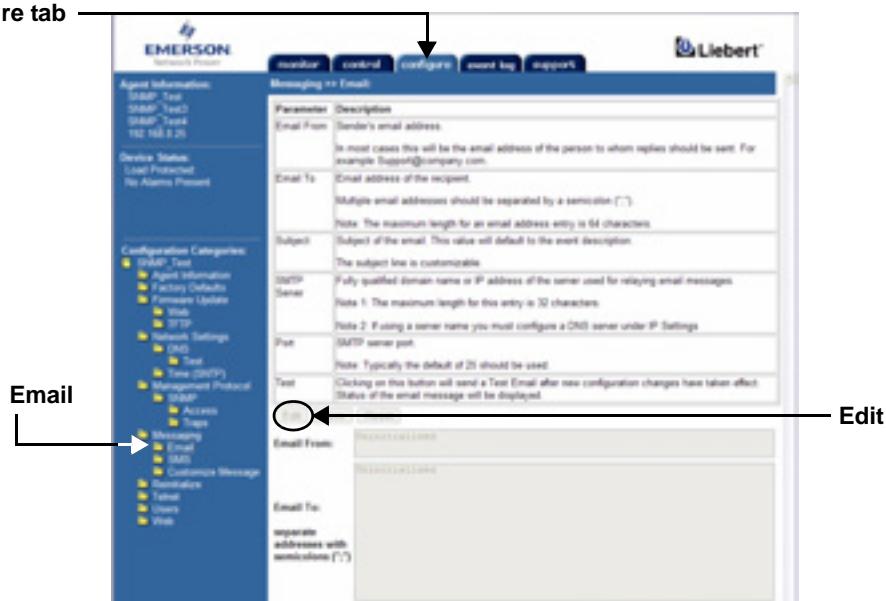 re tab
EMERSON
Network Power
Liebert
monitor control configure event log support
Agent Information:
SNMP_Test
SNMP_Test3
SNMP_Test4
192.168.0.25
Device Status:
Load Protected
No Alarms Present
Configuration Categories:
SNMP_Test
Agent Information
Factory Defaults
Firmware Update
Web
TFTP
Network Settings
DNS
Test
Time (SNTP)
Management Protocol
SNMP
Access
Traps
Messaging
Email
SMS
Customize Message
Reinitialize
Telnet
Users
Web
Messaging >> Email:
Parameter Description
Email From Sender's email address.
In most cases this will be the email address of the person to whom replies should be sent. For
example Support@company.com.
Email To Email address of the recipient.
Multiple email addresses should be separated by a semicolon (";").
Note: The maximum length for an email address entry is 64 characters.
Subject Subject of the email. This value will default to the event description.
The subject line is customizable.
SMTP Server Fully qualified domain name or IP address of the server used for relaying email messages.
Note 1: The maximum length for this entry is 32 characters.
Note 2: If using a server name you must configure a DNS server under IP Settings
Port SMTP server port.
Note: Typically the default of 25 should be used.
Test Clicking on this button will send a Test Email after new configuration changes have taken effect.
Status of the email message will be displayed.
Edit
Email From: Uninitialized
Email To: Uninitialized
separate
addresses with
semicolons (";")
Email
Edit